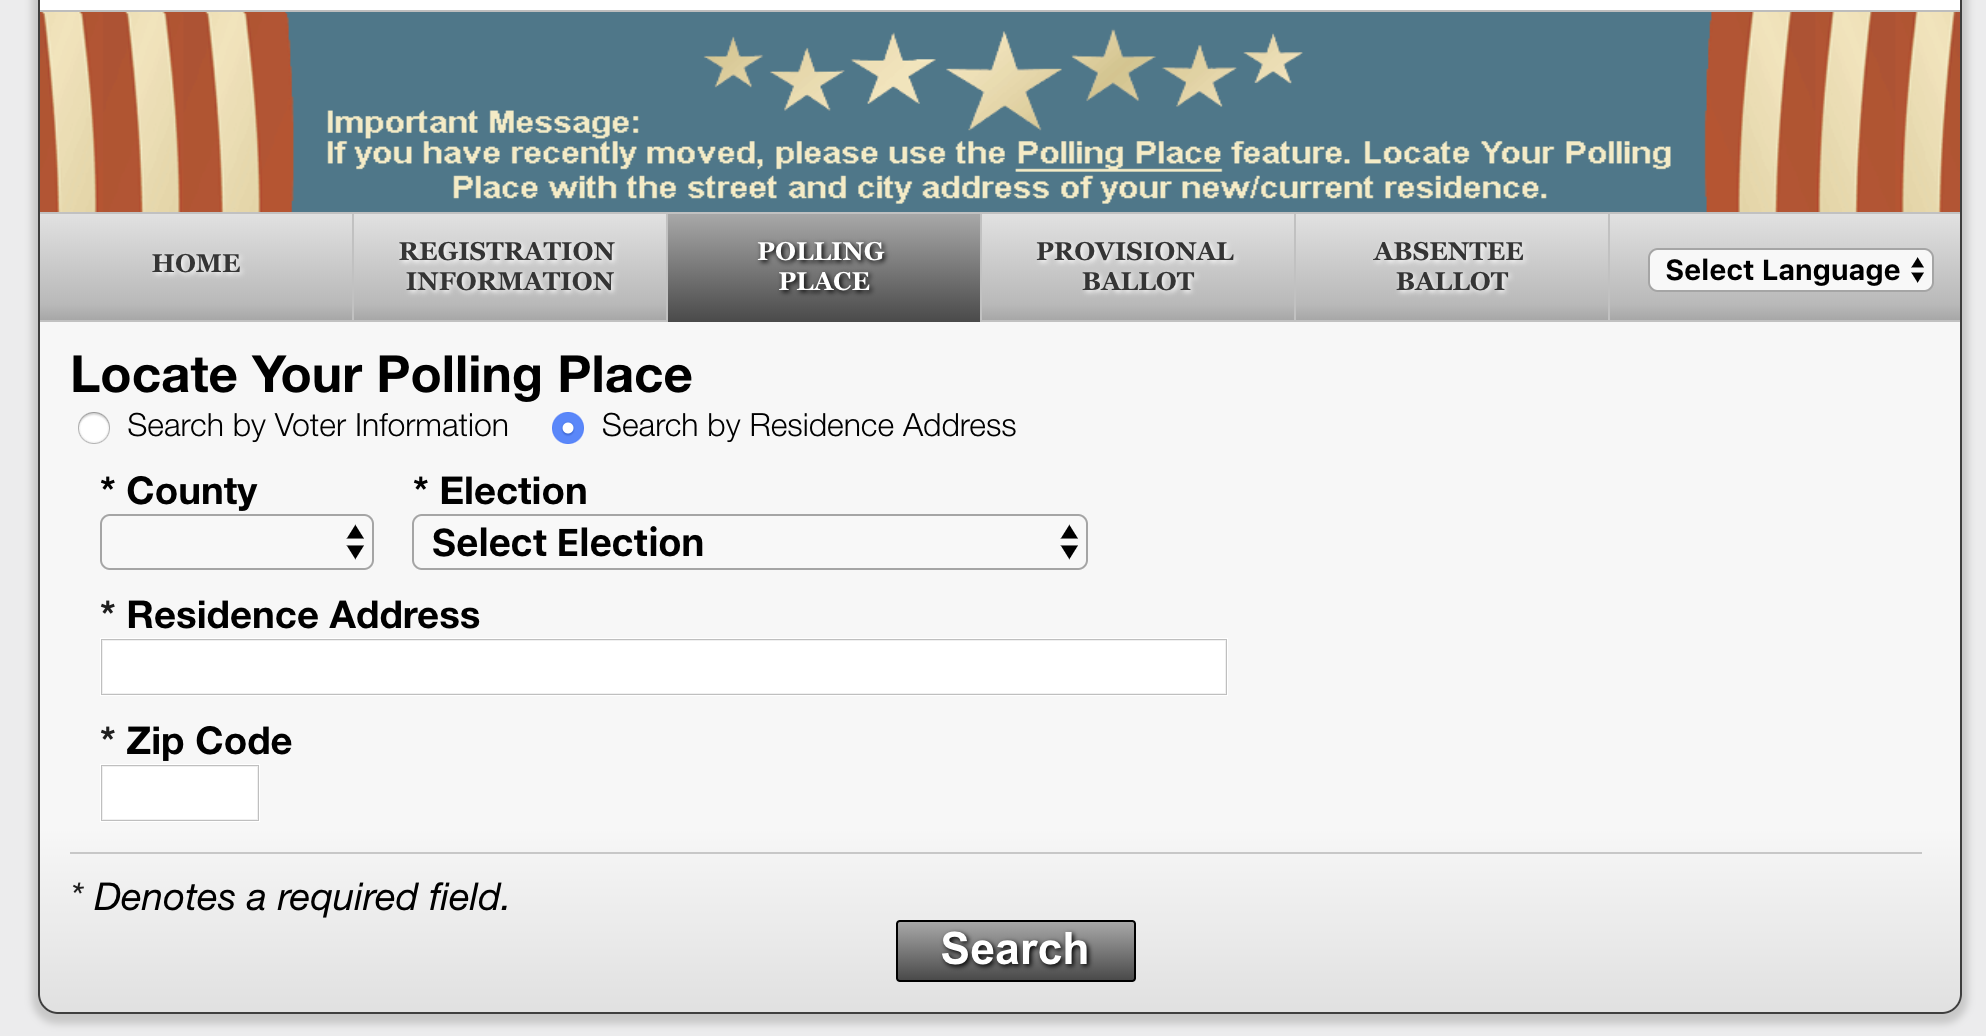 Important Message:
If you have recently moved, please use the Polling Place feature. Locate Your Polling
Place with the street and city address of your new/current residence.
HOME
REGISTRATION
INFORMATION
POLLING
PLACE
PROVISIONAL
BALLOT
ABSENTEE
BALLOT
Select Language
Locate Your Polling Place
Search by Voter Information Search by Residence Address
* County * Election
Select Election
* Residence Address
* Zip Code
* Denotes a required field.
Search